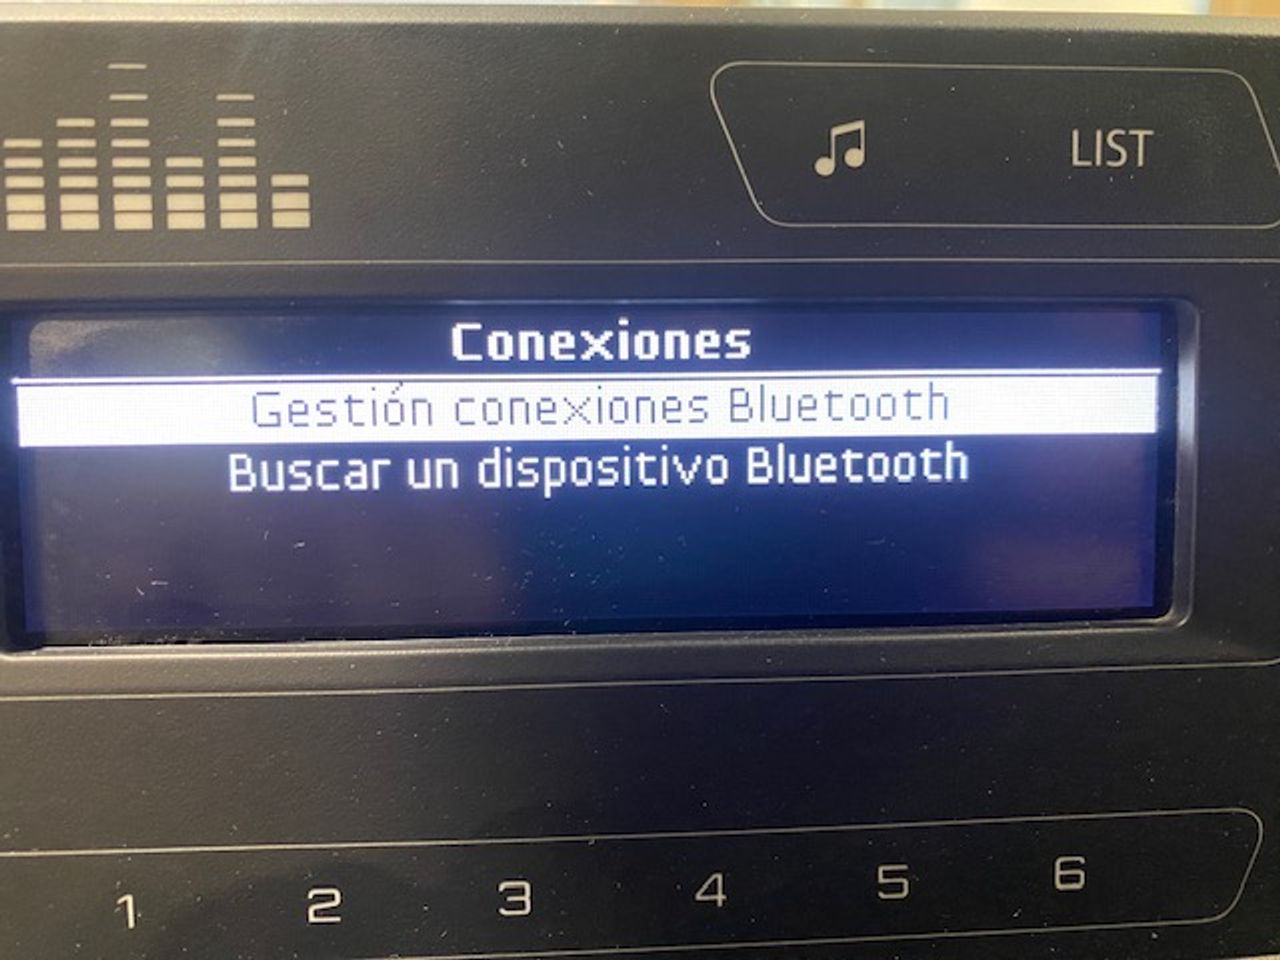 LIST
Conexiones
Gestión conexiones Bluetooth
Buscar un dispositivo Bluetooth
1 2 3 4 5 6